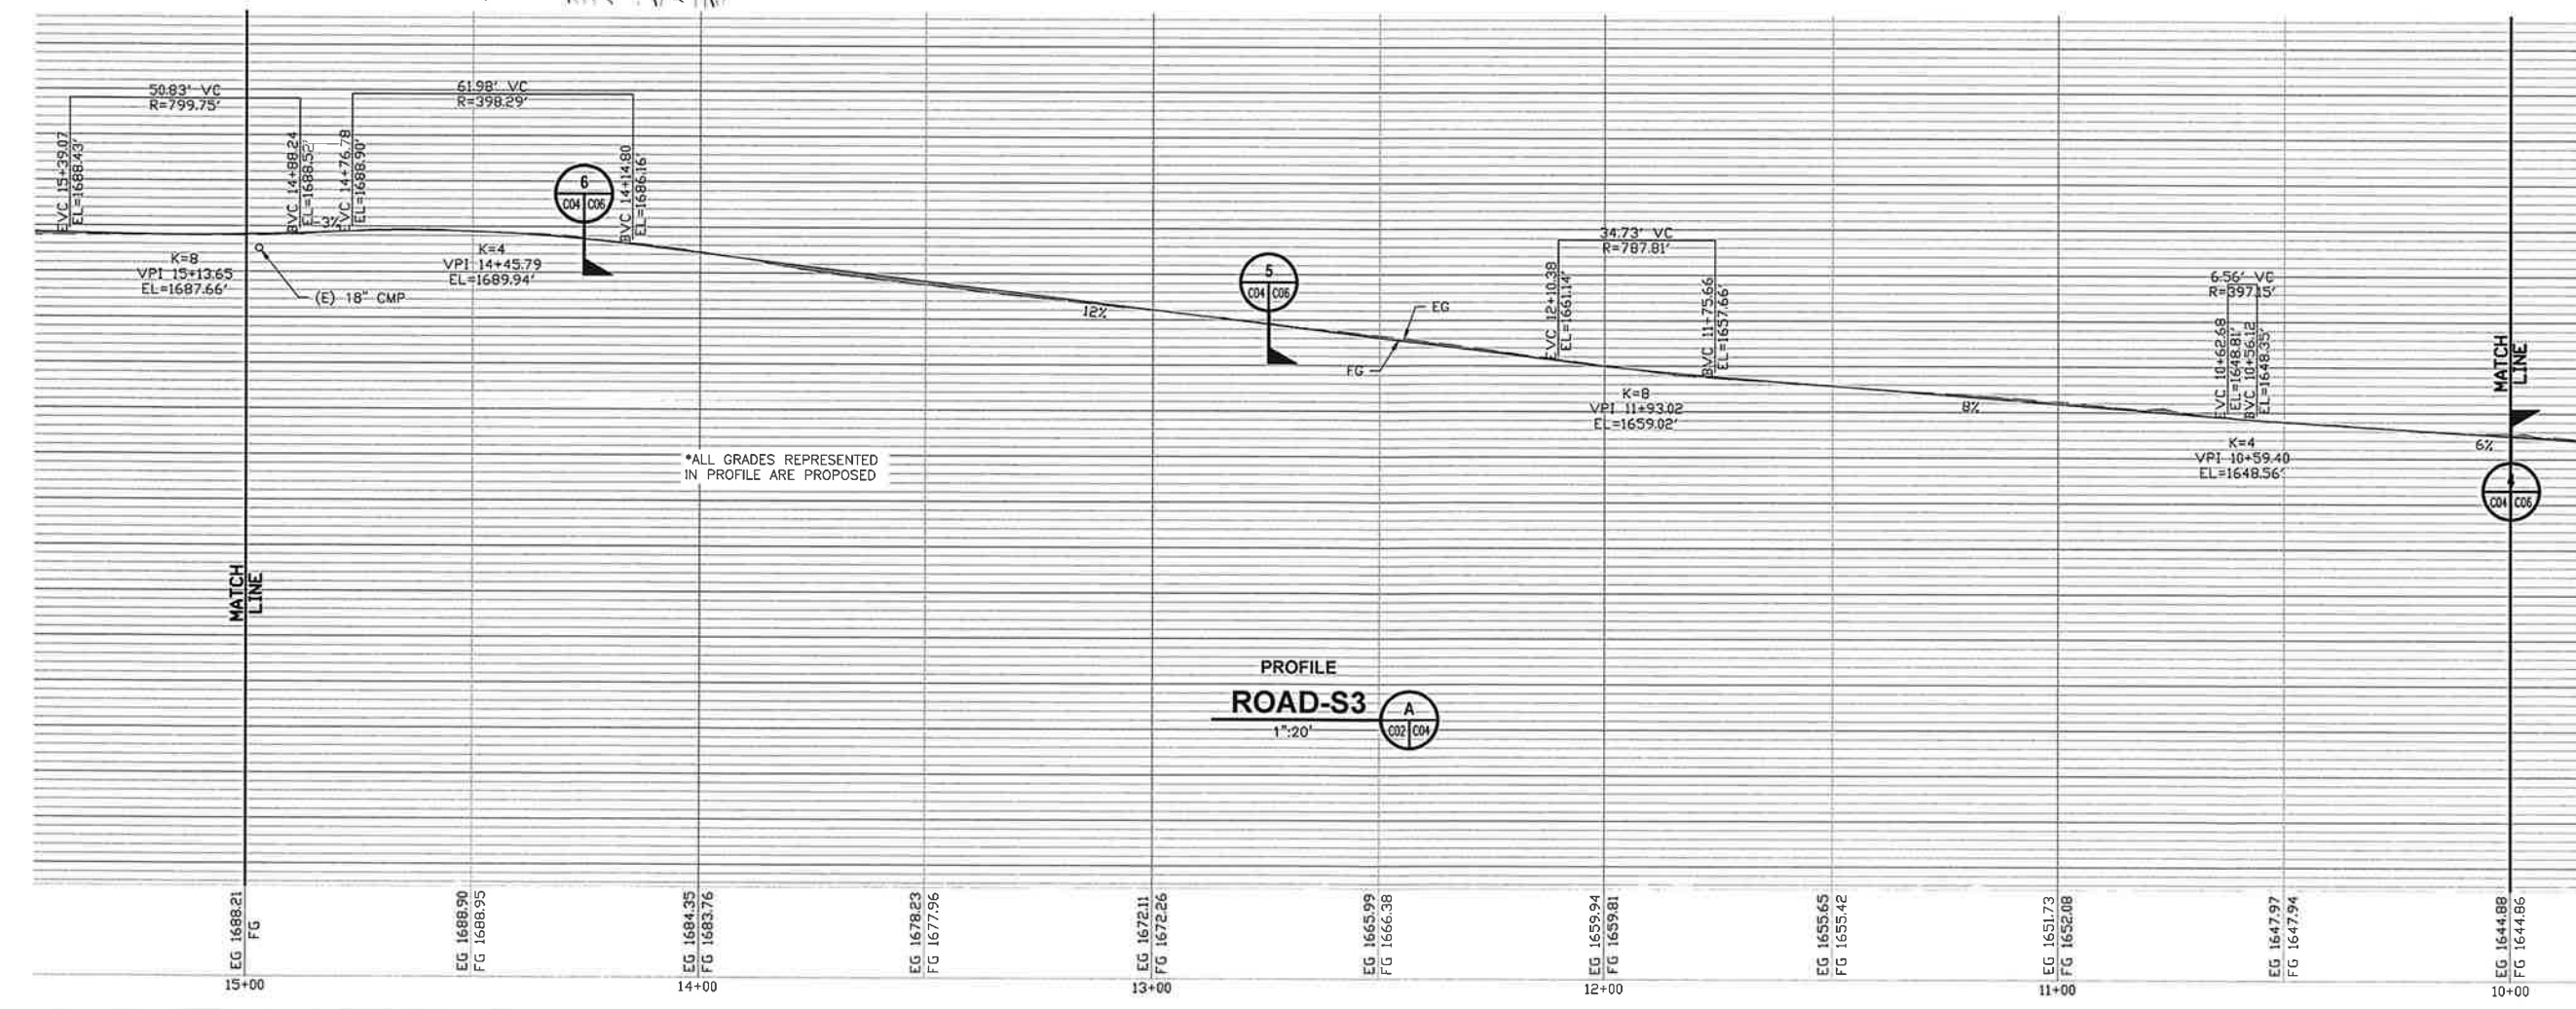 50.83' VC
R=799.75'
EVC 15+39.07
EL=1688.43'
BVC 14+88.24
EL=1688.52'
K=8
VPI 15+13.65
EL=1687.66'
(E) 18" CMP
3%
61.98' VC
R=398.29'
EVC 14+76.78
EL=1688.90'
BVC 14+14.80
EL=1686.16'
K=4
VPI 14+45.79
EL=1689.94'
6
C04 C06
12%
5
C04 C06
EG
FG
34.73' VC
R=787.81'
EVC 12+10.38
EL=1661.14'
BVC 11+75.66
EL=1657.66'
K=8
VPI 11+93.02
EL=1659.02'
8%
6.56' VC
R=397.15'
EVC 10+62.68
EL=1648.81'
BVC 10+56.12
EL=1648.35'
K=4
VPI 10+59.40
EL=1648.56'
6%
MATCH
LINE
C04 C06
*ALL GRADES REPRESENTED
IN PROFILE ARE PROPOSED
MATCH
LINE
PROFILE
ROAD-S3
1":20'
A
C02 C04
EG 1688.21
FG
EG 1688.90
FG 1688.95
EG 1684.35
FG 1683.76
EG 1678.23
FG 1677.96
EG 1672.11
FG 1672.26
EG 1665.99
FG 1666.38
EG 1659.94
FG 1659.81
EG 1655.65
FG 1655.42
EG 1651.73
FG 1652.08
EG 1647.97
FG 1647.94
EG 1644.88
FG 1644.86
15+00
14+00
13+00
12+00
11+00
10+00